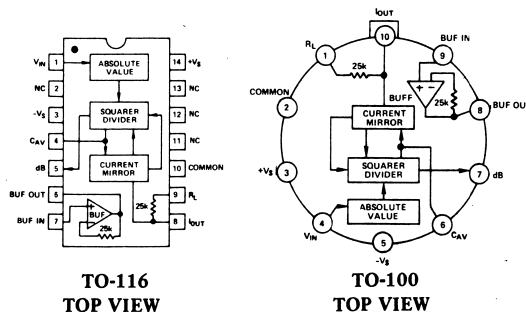 V_IN 1 ABSOLUTE VALUE 14 +V_S
NC 2 13 NC
-V_S 3 SQUARER DIVIDER 12 NC
C_AV 4 11 NC
dB 5 CURRENT MIRROR 10 COMMON
BUF OUT 6 9 R_L
25k
BUF IN 7 BUF 8 I_OUT
25k
TO-116
TOP VIEW
I_OUT
10
R_L 1 9 BUF IN
25k
COMMON 2 25k 8 BUF OUT
BUFF
CURRENT MIRROR
+V_S 3 SQUARER DIVIDER 7 dB
ABSOLUTE VALUE
V_IN 4 6 C_AV
5
-V_S
TO-100
TOP VIEW